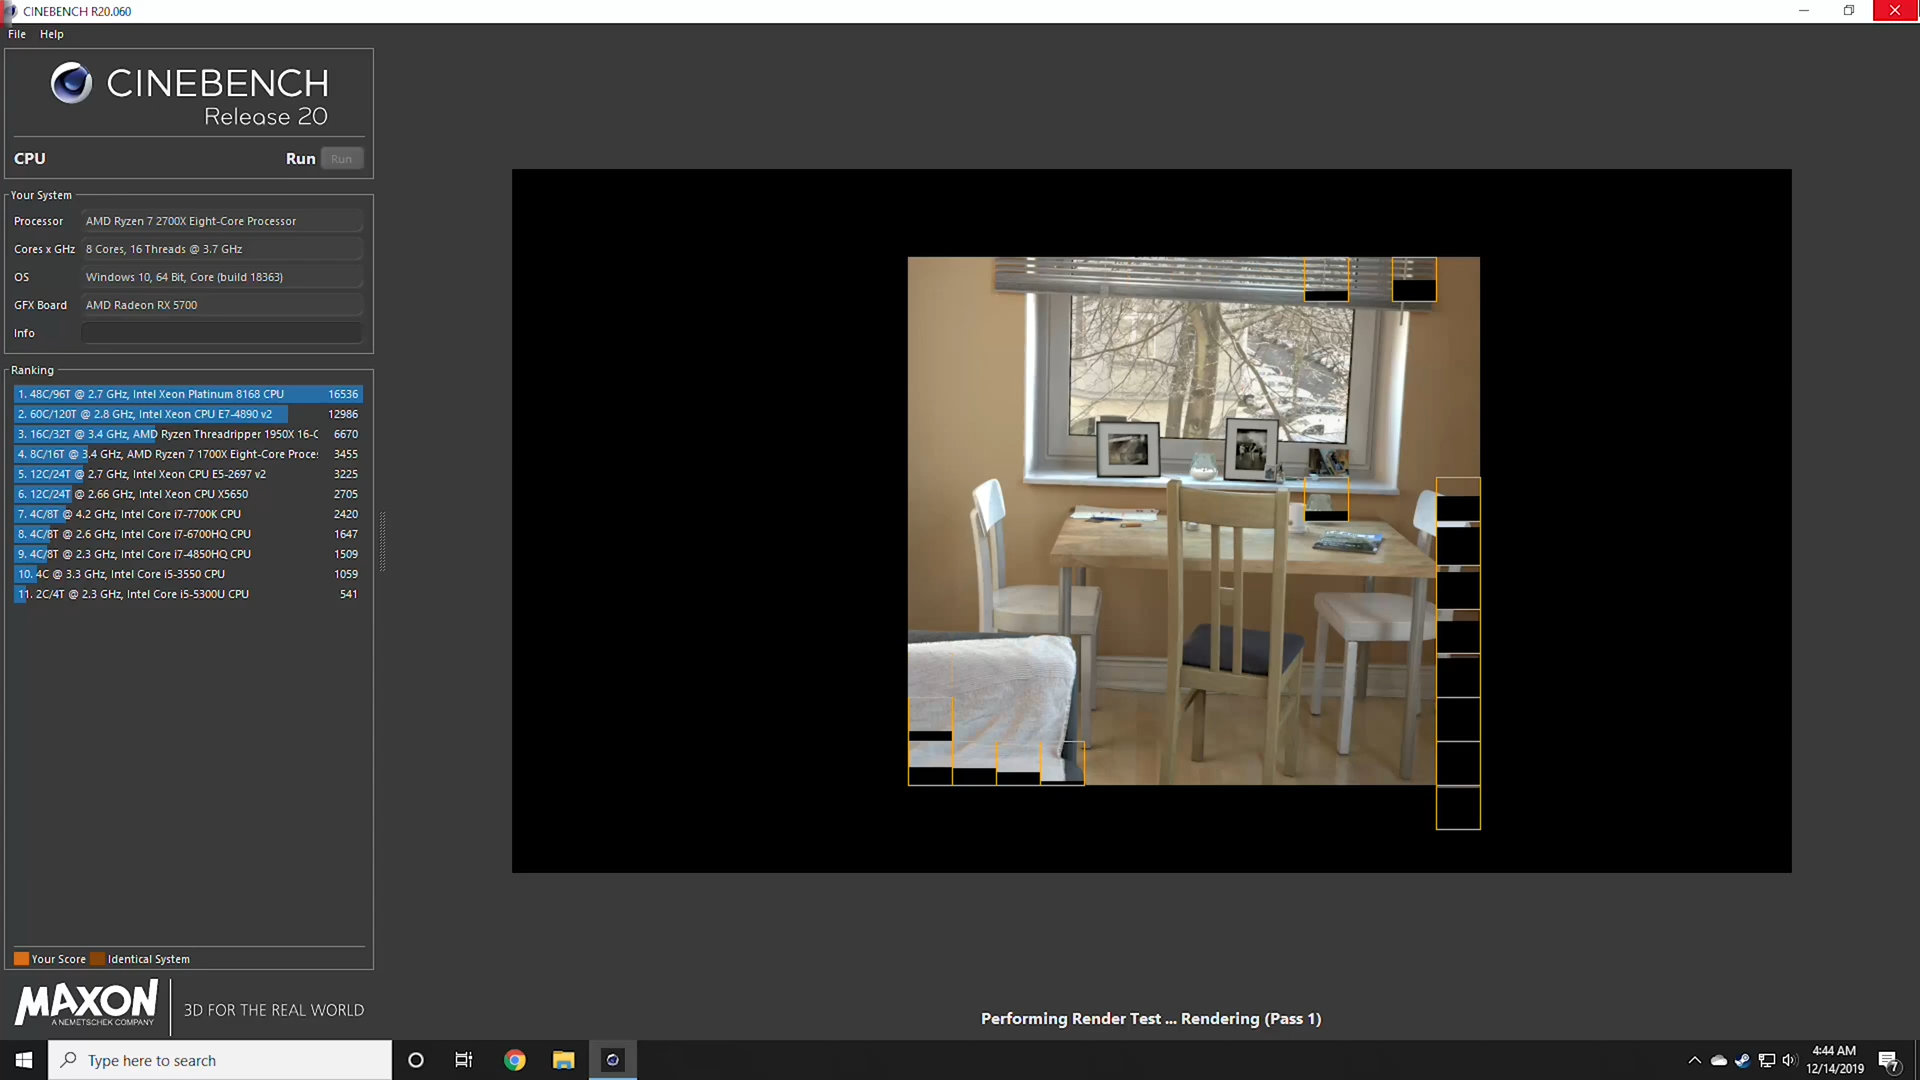 CINEBENCH R20.060
File Help
CINEBENCH
Release 20
CPU Run Run
Your System
Processor AMD Ryzen 7 2700X Eight-Core Processor
Cores x GHz 8 Cores, 16 Threads @ 3.7 GHz
OS Windows 10, 64 Bit, Core (build 18363)
GFX Board AMD Radeon RX 5700
Info
Ranking
1. 48C/96T @ 2.7 GHz, Intel Xeon Platinum 8168 CPU 16536
2. 60C/120T @ 2.8 GHz, Intel Xeon CPU E7-4890 v2 12986
3. 16C/32T @ 3.4 GHz, AMD Ryzen Threadripper 1950X 16-C 6670
4. 8C/16T @ 3.4 GHz, AMD Ryzen 7 1700X Eight-Core Proces 3455
5. 12C/24T @ 2.7 GHz, Intel Xeon CPU E5-2697 v2 3225
6. 12C/24T @ 2.66 GHz, Intel Xeon CPU X5650 2705
7. 4C/8T @ 4.2 GHz, Intel Core i7-7700K CPU 2420
8. 4C/8T @ 2.6 GHz, Intel Core i7-6700HQ CPU 1647
9. 4C/8T @ 2.3 GHz, Intel Core i7-4850HQ CPU 1509
10. 4C @ 3.3 GHz, Intel Core i5-3550 CPU 1059
11. 2C/4T @ 2.3 GHz, Intel Core i5-5300U CPU 541
Your Score Identical System
MAXON
A NEMETSCHEK COMPANY
3D FOR THE REAL WORLD
Performing Render Test ... Rendering (Pass 1)
Type here to search
4:44 AM
12/14/2019
7